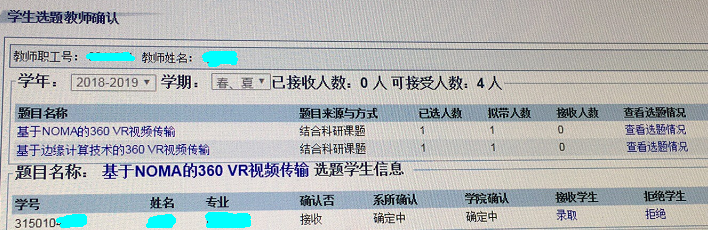 学生选题教师确认
教师职工号： 教师姓名：
学年： 2018-2019 学期： 春、夏 已接收人数：0 人 可接受人数：4 人
题目名称 题目来源与方式 已选人数 拟带人数 接收人数 查看选题情况
基于NOMA的360 VR视频传输 结合科研课题 1 1 0 查看选题情况
基于边缘计算技术的360 VR视频传输 结合科研课题 1 1 0 查看选题情况
题目名称： 基于NOMA的360 VR视频传输 选题学生信息
学号 姓名 专业 确认否 系所确认 学院确认 接收学生 拒绝学生
315010 接收 确定中 确定中 录取 拒绝